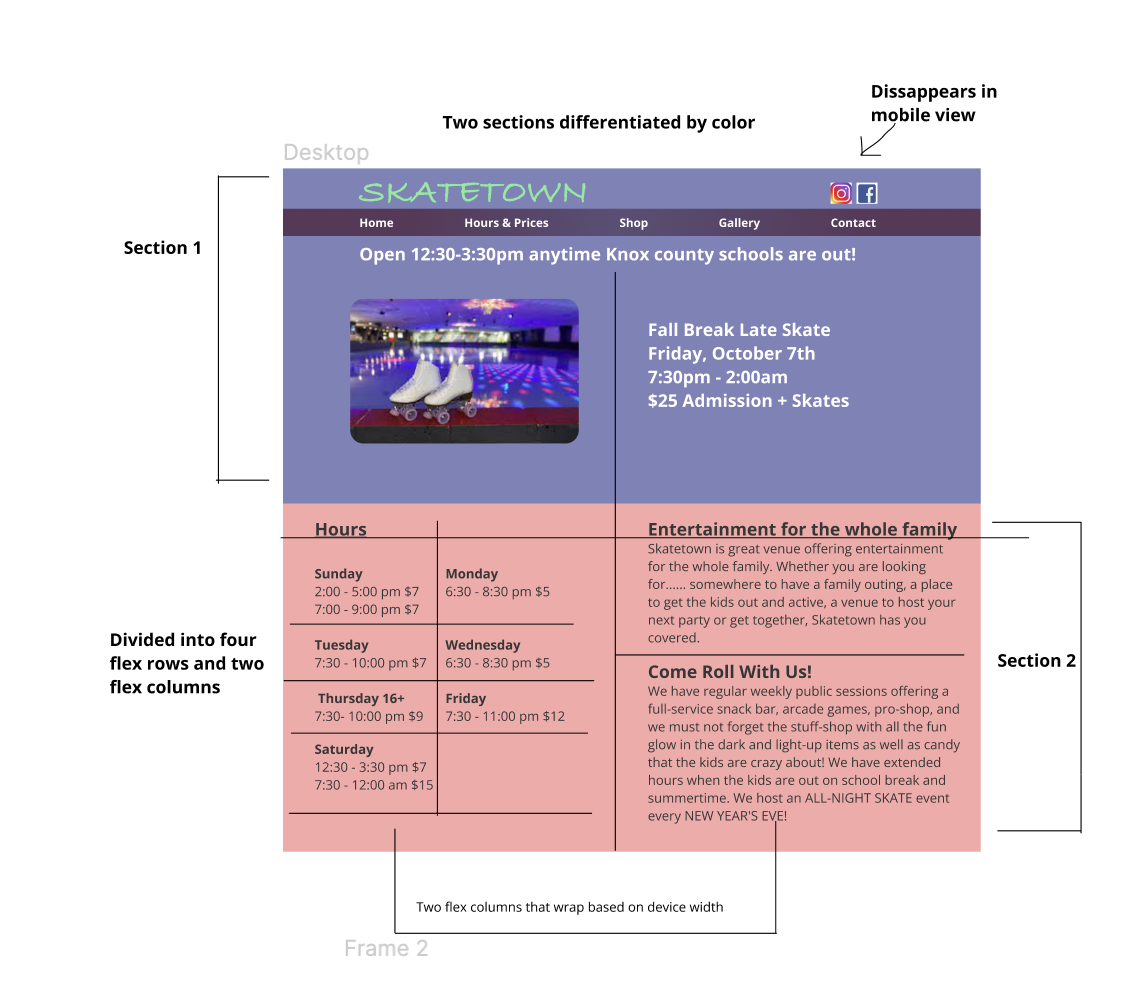 Dissappears in
mobile view
Two sections differentiated by color
Desktop
SKATETOWN
Home Hours & Prices Shop Gallery Contact
Section 1
Open 12:30-3:30pm anytime Knox county schools are out!
Fall Break Late Skate
Friday, October 7th
7:30pm - 2:00am
$25 Admission + Skates
Hours
Sunday
2:00 - 5:00 pm $7
7:00 - 9:00 pm $7
Monday
6:30 - 8:30 pm $5
Tuesday
7:30 - 10:00 pm $7
Wednesday
6:30 - 8:30 pm $5
Thursday 16+
7:30- 10:00 pm $9
Friday
7:30 - 11:00 pm $12
Saturday
12:30 - 3:30 pm $7
7:30 - 12:00 am $15
Entertainment for the whole family
Skatetown is great venue offering entertainment
for the whole family. Whether you are looking
for...... somewhere to have a family outing, a place
to get the kids out and active, a venue to host your
next party or get together, Skatetown has you
covered.
Come Roll With Us!
We have regular weekly public sessions offering a
full-service snack bar, arcade games, pro-shop, and
we must not forget the stuff-shop with all the fun
glow in the dark and light-up items as well as candy
that the kids are crazy about! We have extended
hours when the kids are out on school break and
summertime. We host an ALL-NIGHT SKATE event
every NEW YEAR'S EVE!
Divided into four
flex rows and two
flex columns
Section 2
Two flex columns that wrap based on device width
Frame 2